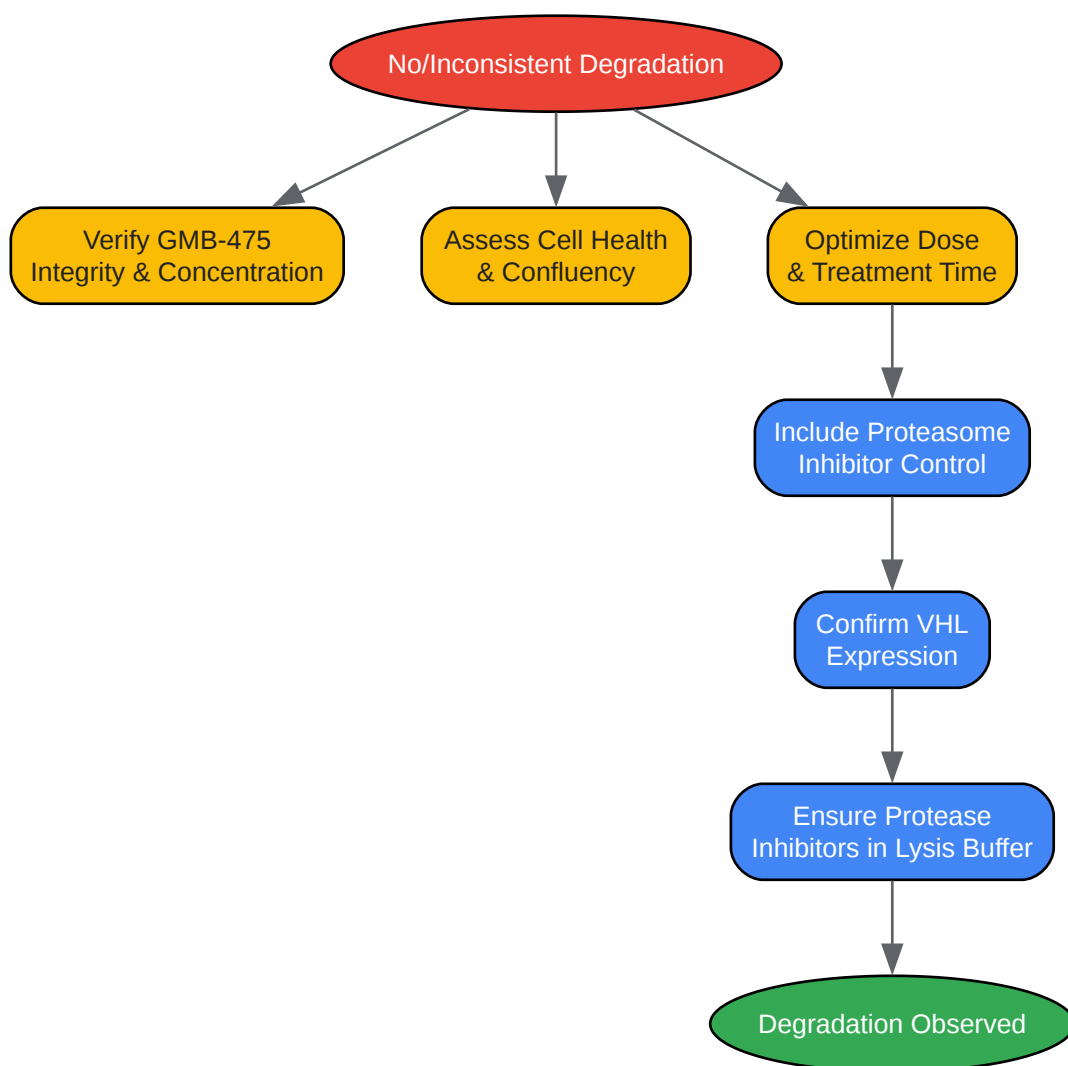 No/Inconsistent Degradation
Verify GMB-475
Integrity & Concentration
Assess Cell Health
& Confluency
Optimize Dose
& Treatment Time
Include Proteasome
Inhibitor Control
Confirm VHL
Expression
Ensure Protease
Inhibitors in Lysis Buffer
Degradation Observed